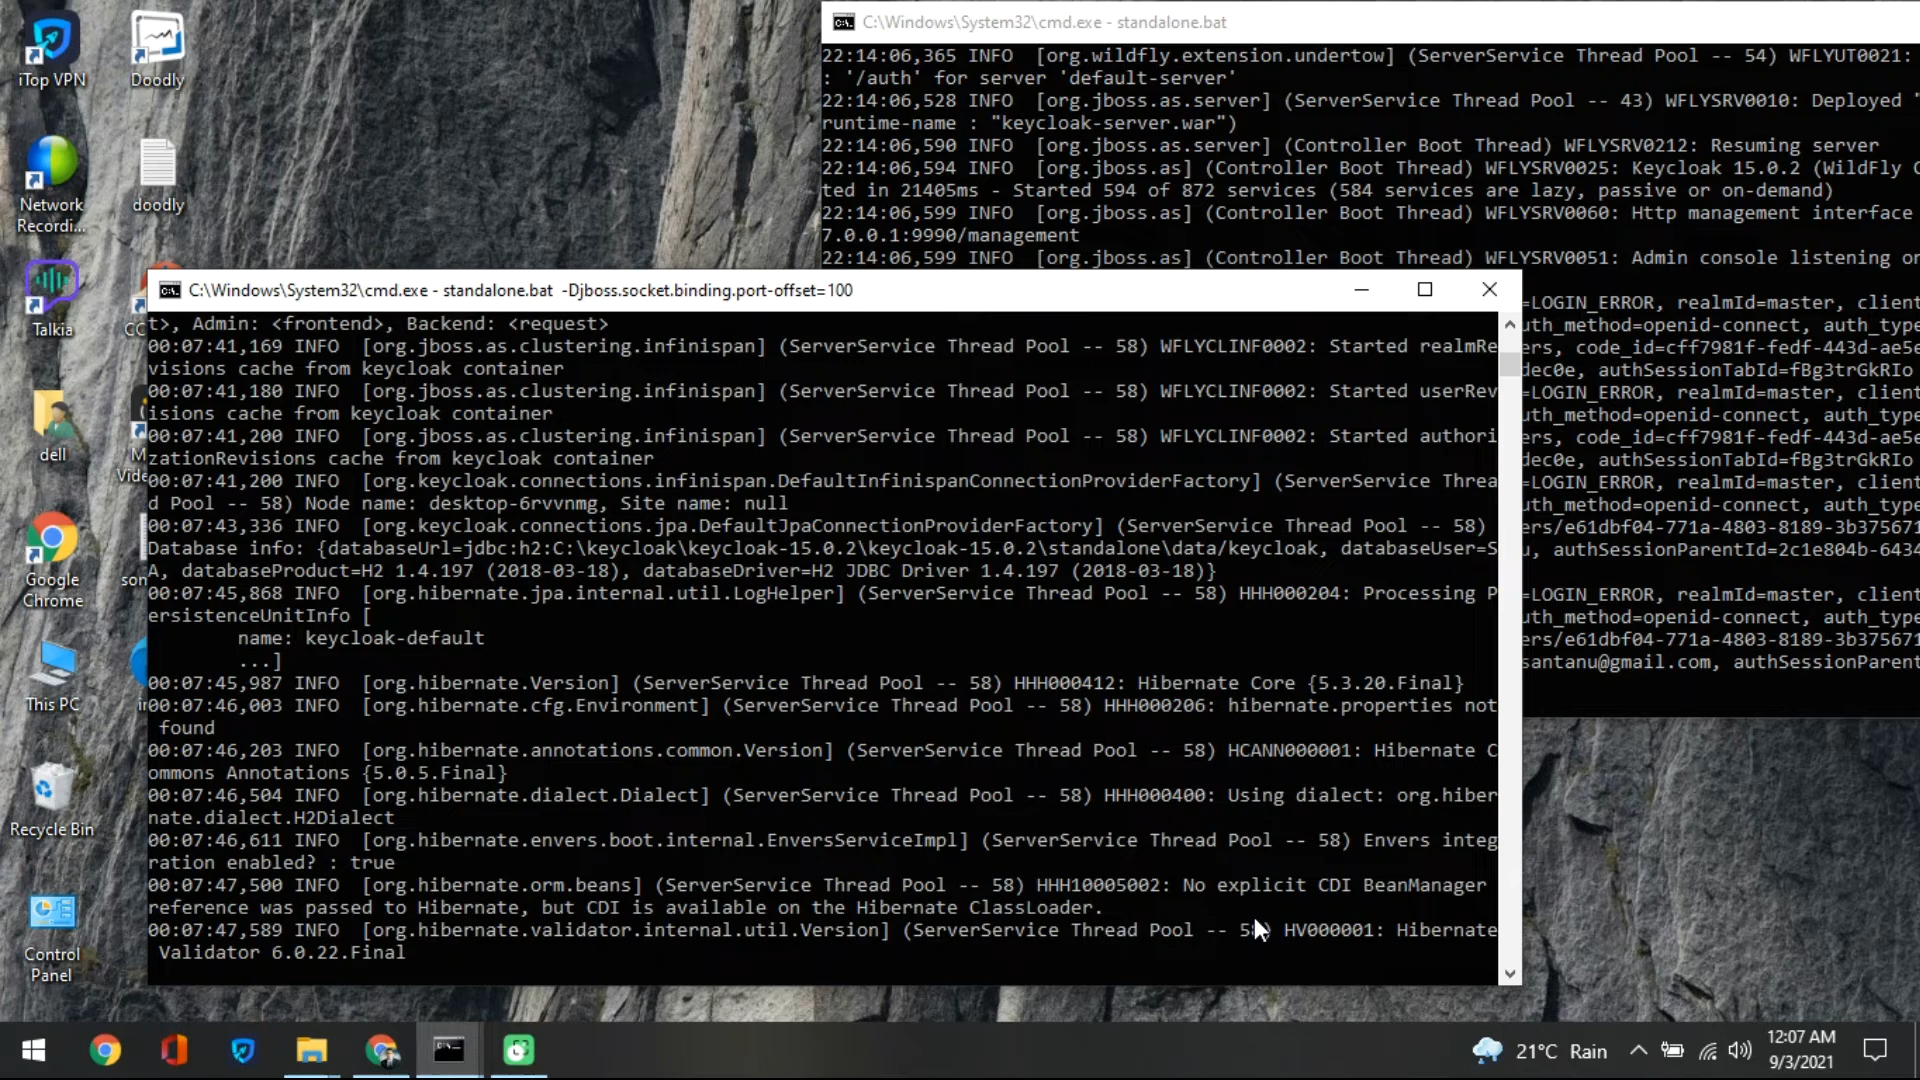 iTop VPN
Doodly
Network
Recordi...
doodly
Talkia
CC
dell
M
Vide
Google
Chrome
son
This PC
in
Recycle Bin
Control
Panel
C:\Windows\System32\cmd.exe - standalone.bat
22:14:06,365 INFO  [org.wildfly.extension.undertow] (ServerService Thread Pool -- 54) WFLYUT0021:
: '/auth' for server 'default-server'
22:14:06,528 INFO  [org.jboss.as.server] (ServerService Thread Pool -- 43) WFLYSRV0010: Deployed "
runtime-name : "keycloak-server.war")
22:14:06,590 INFO  [org.jboss.as.server] (Controller Boot Thread) WFLYSRV0212: Resuming server
22:14:06,594 INFO  [org.jboss.as] (Controller Boot Thread) WFLYSRV0025: Keycloak 15.0.2 (WildFly C
ted in 21405ms - Started 594 of 872 services (584 services are lazy, passive or on-demand)
22:14:06,599 INFO  [org.jboss.as] (Controller Boot Thread) WFLYSRV0060: Http management interface
7.0.0.1:9990/management
22:14:06,599 INFO  [org.jboss.as] (Controller Boot Thread) WFLYSRV0051: Admin console listening on
=LOGIN_ERROR, realmId=master, client
uth_method=openid-connect, auth_type
ers, code_id=cff7981f-fedf-443d-ae5e
dec0e, authSessionTabId=fBg3trGkRIo
=LOGIN_ERROR, realmId=master, client
uth_method=openid-connect, auth_type
ers, code_id=cff7981f-fedf-443d-ae5e
dec0e, authSessionTabId=fBg3trGkRIo
=LOGIN_ERROR, realmId=master, client
uth_method=openid-connect, auth_type
ers/e61dbf04-771a-4803-8189-3b375671
u, authSessionParentId=2c1e804b-6434
=LOGIN_ERROR, realmId=master, client
uth_method=openid-connect, auth_type
ers/e61dbf04-771a-4803-8189-3b375671
santanu@gmail.com, authSessionParent
C:\Windows\System32\cmd.exe - standalone.bat  -Djboss.socket.binding.port-offset=100
t>, Admin: <frontend>, Backend: <request>
00:07:41,169 INFO  [org.jboss.as.clustering.infinispan] (ServerService Thread Pool -- 58) WFLYCLINF0002: Started realmRe
visions cache from keycloak container
00:07:41,180 INFO  [org.jboss.as.clustering.infinispan] (ServerService Thread Pool -- 58) WFLYCLINF0002: Started userRev
isions cache from keycloak container
00:07:41,200 INFO  [org.jboss.as.clustering.infinispan] (ServerService Thread Pool -- 58) WFLYCLINF0002: Started authori
zationRevisions cache from keycloak container
00:07:41,200 INFO  [org.keycloak.connections.infinispan.DefaultInfinispanConnectionProviderFactory] (ServerService Threa
d Pool -- 58) Node name: desktop-6rvvnmg, Site name: null
00:07:43,336 INFO  [org.keycloak.connections.jpa.DefaultJpaConnectionProviderFactory] (ServerService Thread Pool -- 58)
Database info: {databaseUrl=jdbc:h2:C:\keycloak\keycloak-15.0.2\keycloak-15.0.2\standalone\data/keycloak, databaseUser=S
A, databaseProduct=H2 1.4.197 (2018-03-18), databaseDriver=H2 JDBC Driver 1.4.197 (2018-03-18)}
00:07:45,868 INFO  [org.hibernate.jpa.internal.util.LogHelper] (ServerService Thread Pool -- 58) HHH000204: Processing P
ersistenceUnitInfo [
name: keycloak-default
...]
00:07:45,987 INFO  [org.hibernate.Version] (ServerService Thread Pool -- 58) HHH000412: Hibernate Core {5.3.20.Final}
00:07:46,003 INFO  [org.hibernate.cfg.Environment] (ServerService Thread Pool -- 58) HHH000206: hibernate.properties not
found
00:07:46,203 INFO  [org.hibernate.annotations.common.Version] (ServerService Thread Pool -- 58) HCANN000001: Hibernate C
ommons Annotations {5.0.5.Final}
00:07:46,504 INFO  [org.hibernate.dialect.Dialect] (ServerService Thread Pool -- 58) HHH000400: Using dialect: org.hiber
nate.dialect.H2Dialect
00:07:46,611 INFO  [org.hibernate.envers.boot.internal.EnversServiceImpl] (ServerService Thread Pool -- 58) Envers integ
ration enabled? : true
00:07:47,500 INFO  [org.hibernate.orm.beans] (ServerService Thread Pool -- 58) HHH10005002: No explicit CDI BeanManager
reference was passed to Hibernate, but CDI is available on the Hibernate ClassLoader.
00:07:47,589 INFO  [org.hibernate.validator.internal.util.Version] (ServerService Thread Pool -- 58) HV000001: Hibernate
Validator 6.0.22.Final
21°C Rain
12:07 AM
9/3/2021